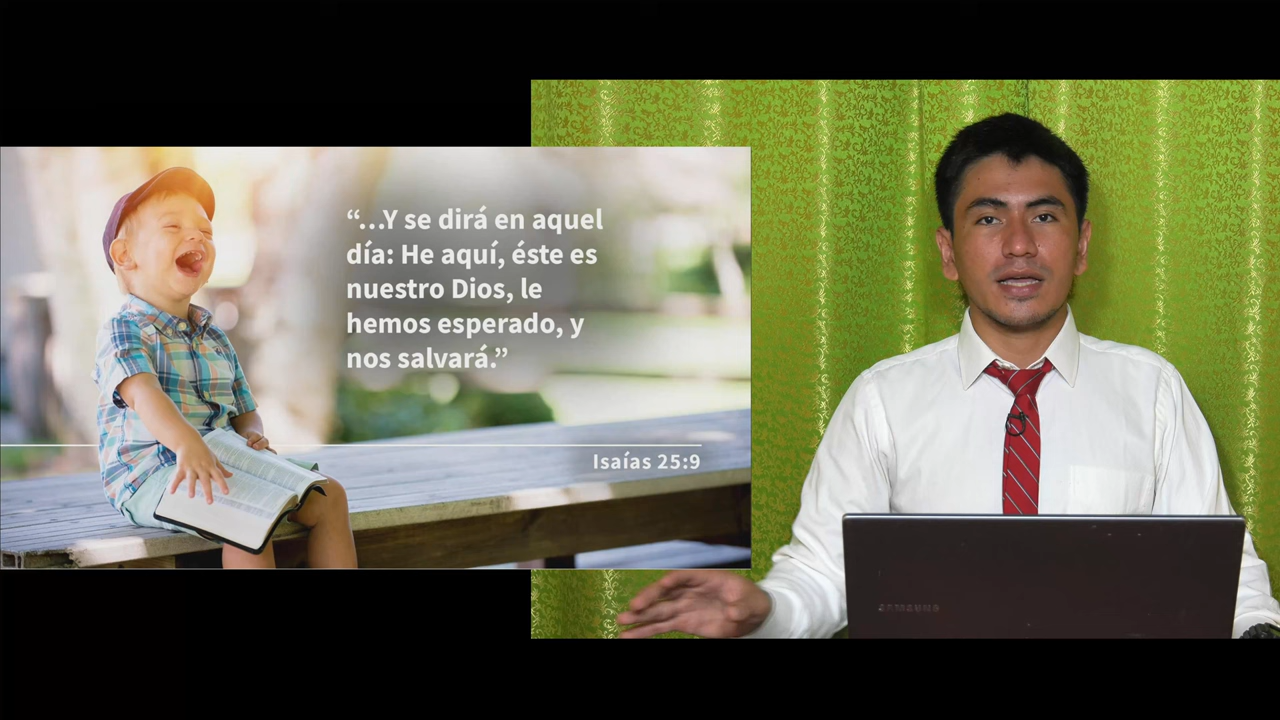 “...Y se dirá en aquel
día: He aquí, éste es
nuestro Dios, le
hemos esperado, y
nos salvará.”
Isaías 25:9
SAMSUNG